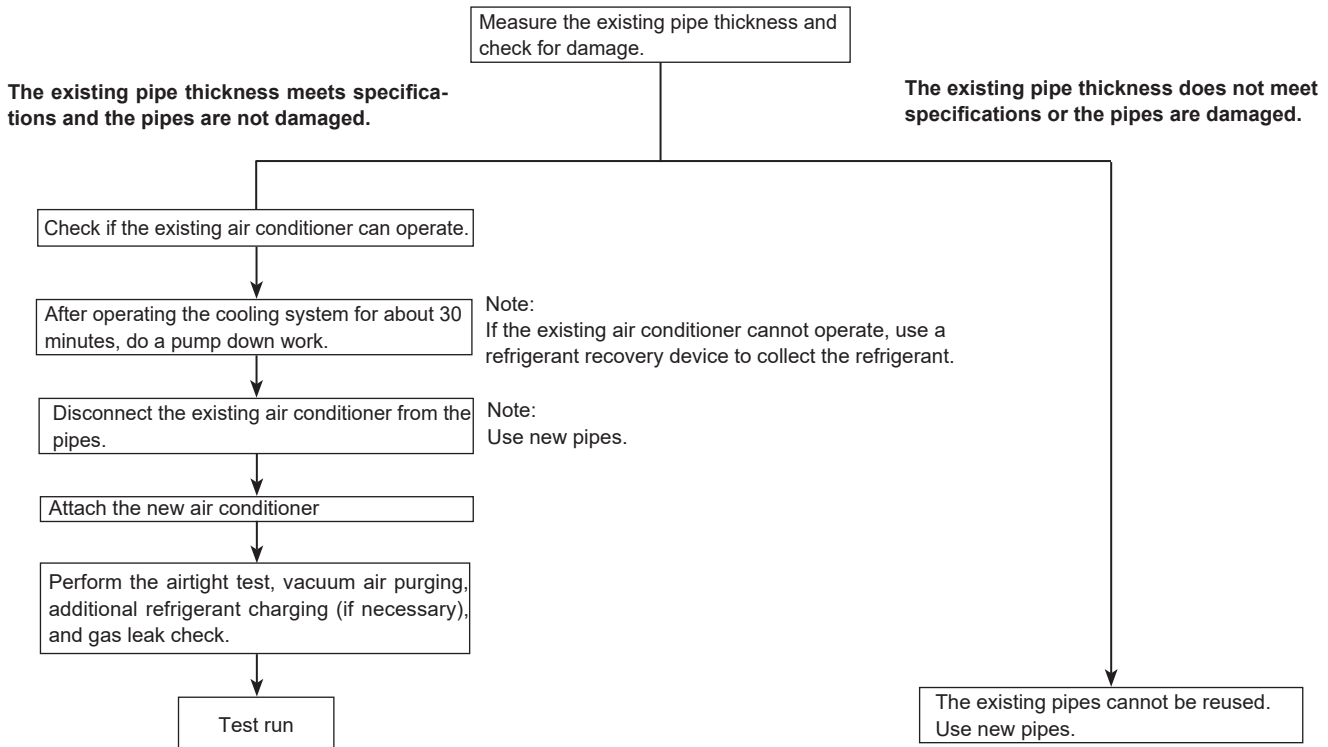 Measure the existing pipe thickness and
check for damage.
The existing pipe thickness meets specifica-
tions and the pipes are not damaged.
The existing pipe thickness does not meet
specifications or the pipes are damaged.
Check if the existing air conditioner can operate.
After operating the cooling system for about 30
minutes, do a pump down work.
Note:
If the existing air conditioner cannot operate, use a
refrigerant recovery device to collect the refrigerant.
Disconnect the existing air conditioner from the
pipes.
Note:
Use new pipes.
Attach the new air conditioner
Perform the airtight test, vacuum air purging,
additional refrigerant charging (if necessary),
and gas leak check.
Test run
The existing pipes cannot be reused.
Use new pipes.